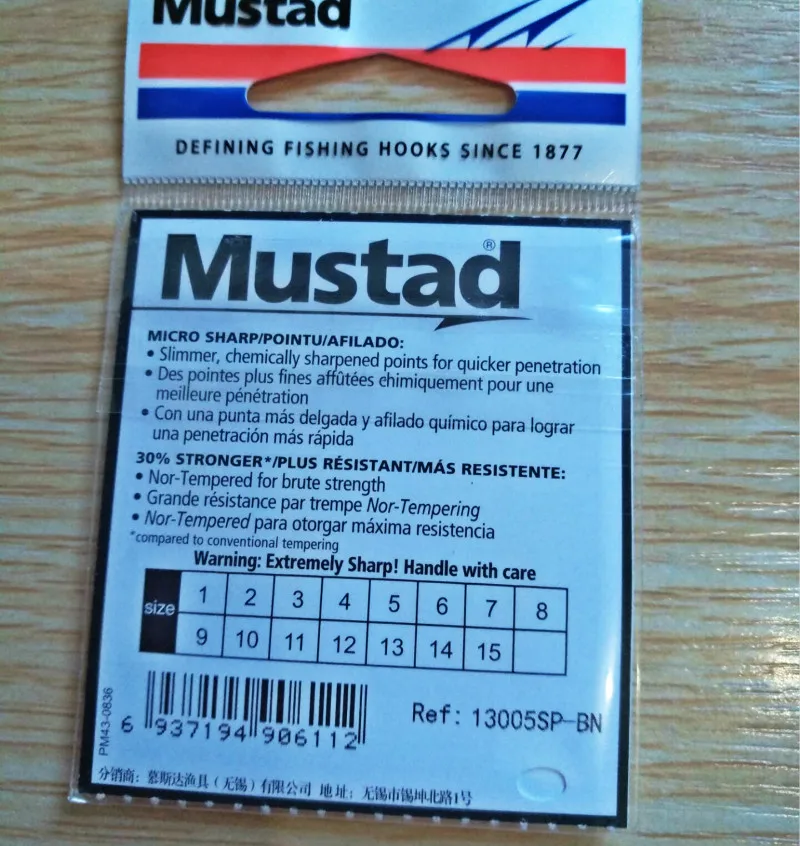 Mustad
DEFINING FISHING HOOKS SINCE 1877
Mustad®
MICRO SHARP/POINTU/AFILADO:
• Slimmer, chemically sharpened points for quicker penetration
• Des pointes plus fines affûtées chimiquement pour une
meilleure pénétration
• Con una punta más delgada y afilado químico para lograr
una penetración más rápida
30% STRONGER*/PLUS RÉSISTANT/MÁS RESISTENTE:
• Nor-Tempered for brute strength
• Grande résistance par trempe Nor-Tempering
• Nor-Tempered para otorgar máxima resistencia
*compared to conventional tempering
Warning: Extremely Sharp! Handle with care
size 1 2 3 4 5 6 7 8
9 10 11 12 13 14 15
PM43-0836
6 937194 906112
Ref: 13005SP-BN
分销商: 慕斯达渔具(无锡)有限公司 地址: 无锡市锡坤北路1号